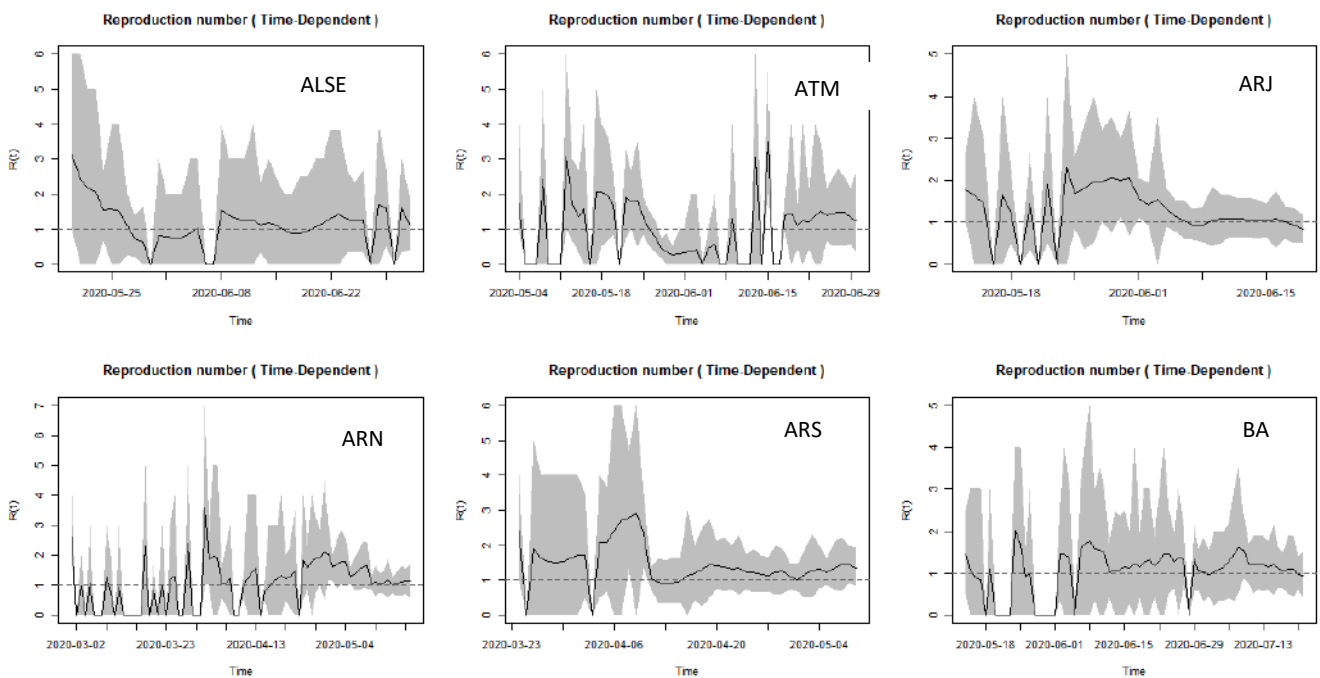 Reproduction number ( Time-Dependent )
ALSE
R(t)
6
5
4
3
2
1
0
2020-05-25 2020-06-08 2020-06-22
Time
Reproduction number ( Time-Dependent )
ATM
R(t)
6
5
4
3
2
1
0
2020-05-04 2020-05-18 2020-06-01 2020-06-15 2020-06-29
Time
Reproduction number ( Time-Dependent )
ARJ
R(t)
5
4
3
2
1
0
2020-05-18 2020-06-01 2020-06-15
Time
Reproduction number ( Time-Dependent )
ARN
R(t)
7
6
5
4
3
2
1
0
2020-03-02 2020-03-23 2020-04-13 2020-05-04
Time
Reproduction number ( Time-Dependent )
ARS
R(t)
6
5
4
3
2
1
0
2020-03-23 2020-04-06 2020-04-20 2020-05-04
Time
Reproduction number ( Time-Dependent )
BA
R(t)
5
4
3
2
1
0
2020-05-18 2020-06-01 2020-06-15 2020-06-29 2020-07-13
Time